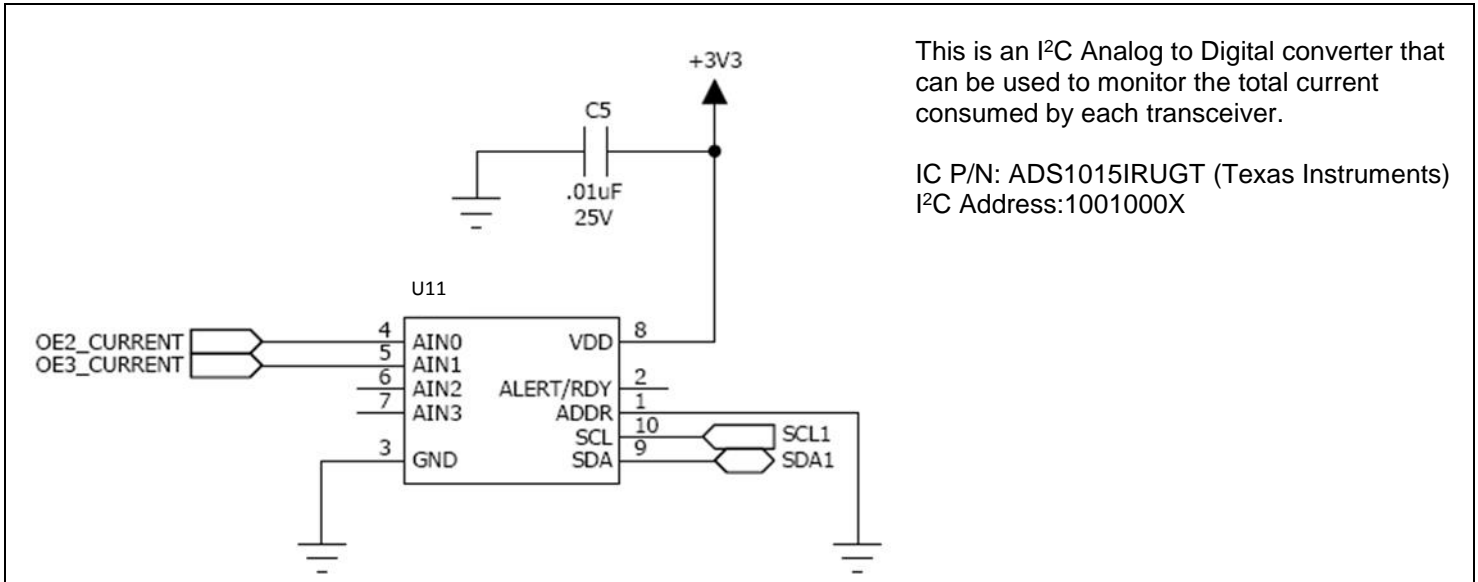 This is an I²C Analog to Digital converter that
can be used to monitor the total current
consumed by each transceiver.
IC P/N: ADS1015IRUGT (Texas Instruments)
I²C Address:1001000X
+3V3
C5
.01uF
25V
U11
OE2_CURRENT 4 AIN0 VDD 8
OE3_CURRENT 5 AIN1
6 AIN2 ALERT/RDY 2
7 AIN3 ADDR 1
SCL 10 SCL1
3 GND SDA 9 SDA1